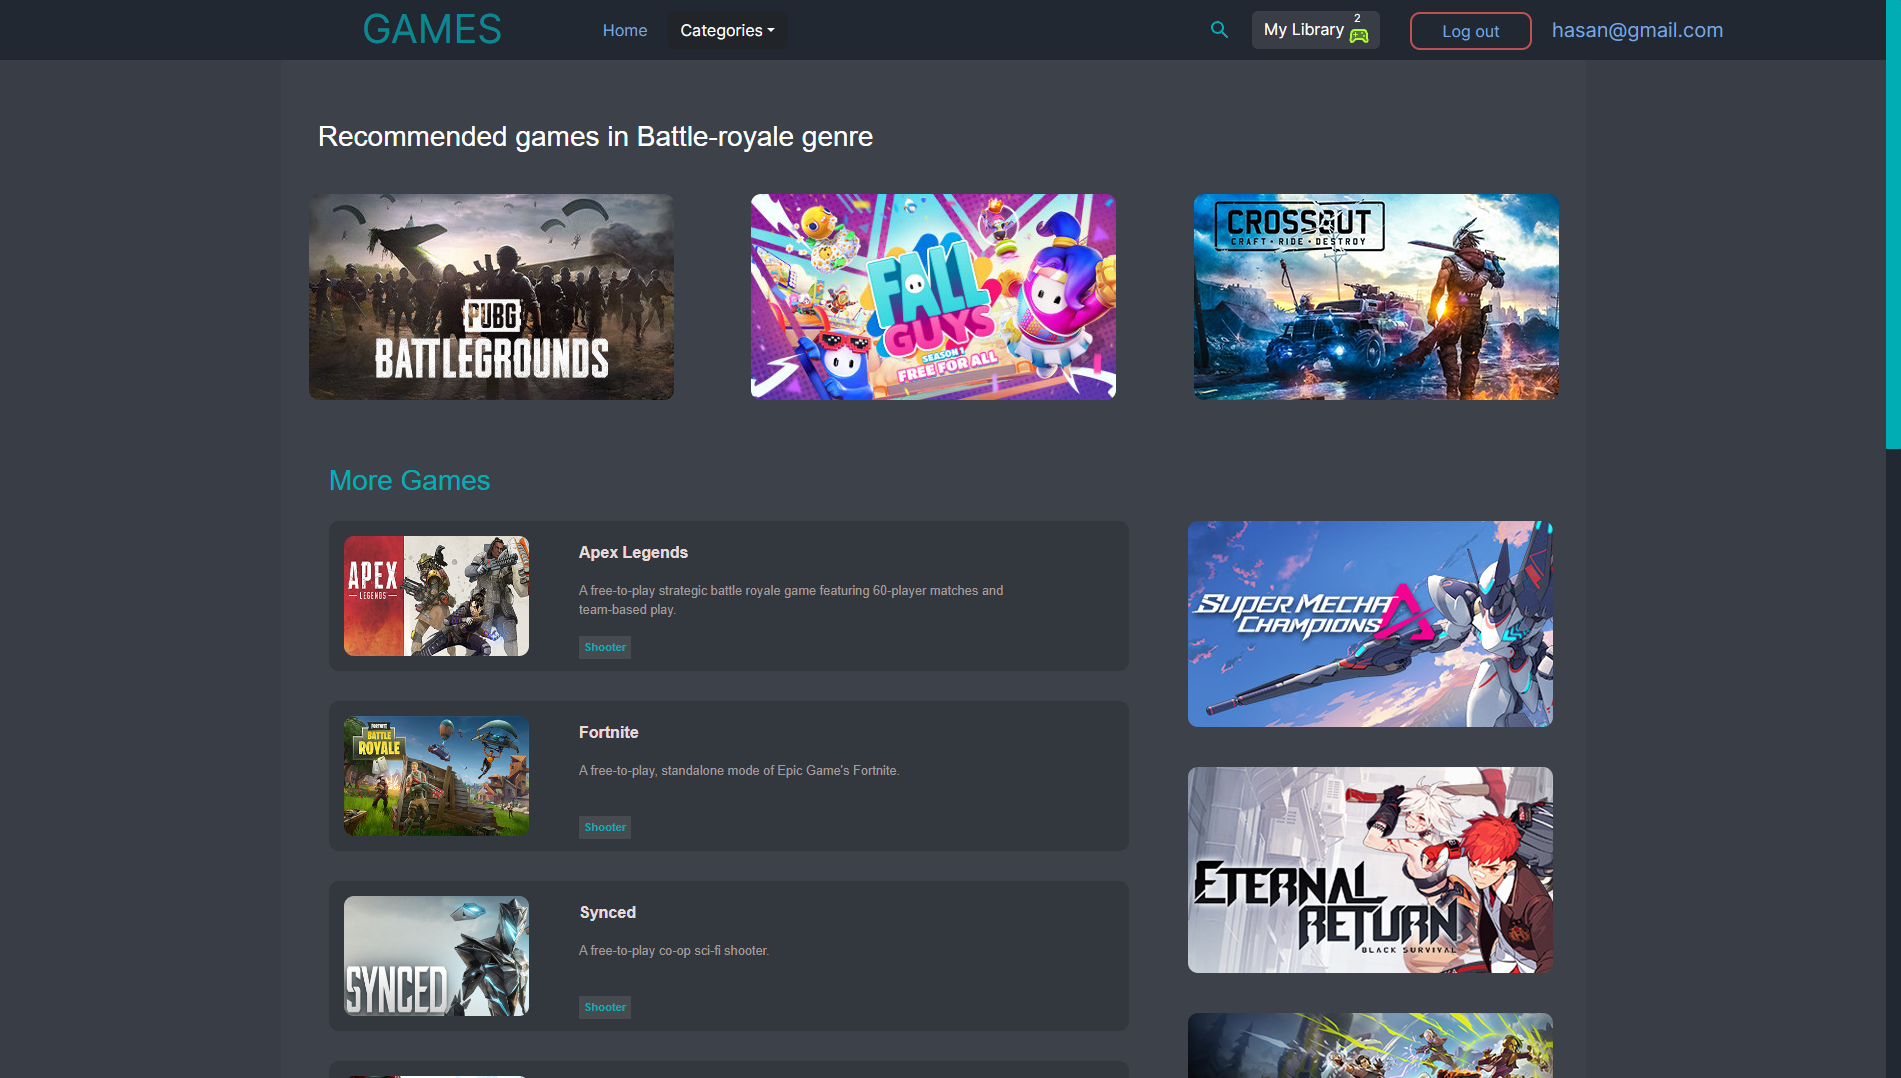 GAMES
Home
Categories
My Library
2
Log out
hasan@gmail.com
Recommended games in Battle-royale genre
PUBG
BATTLEGROUNDS
FALL
GUYS
SEASON 1
FREE FOR ALL
CROSSOUT
CRAFT • RIDE • DESTROY
More Games
APEX
LEGENDS
Apex Legends
A free-to-play strategic battle royale game featuring 60-player matches and
team-based play.
Shooter
SUPER MECHA
CHAMPIONS
FORTNITE
BATTLE
ROYALE
Fortnite
A free-to-play, standalone mode of Epic Game's Fortnite.
Shooter
ETERNAL
RETURN
BLACK SURVIVAL
SYNCED
Synced
A free-to-play co-op sci-fi shooter.
Shooter